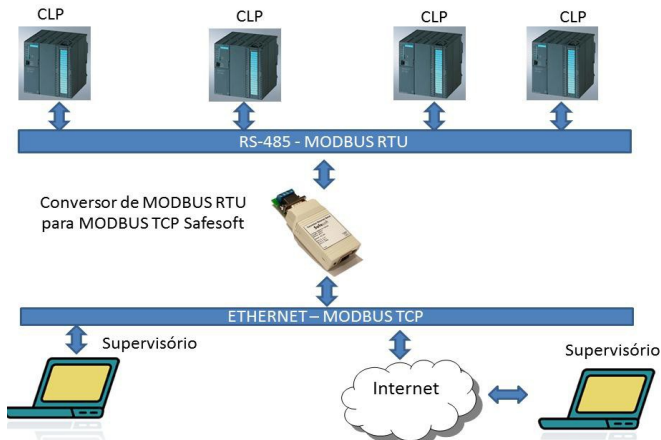 CLP
CLP
CLP
CLP
RS-485 - MODBUS RTU
Conversor de MODBUS RTU
para MODBUS TCP Safesoft
ETHERNET – MODBUS TCP
Supervisório
Supervisório
Internet